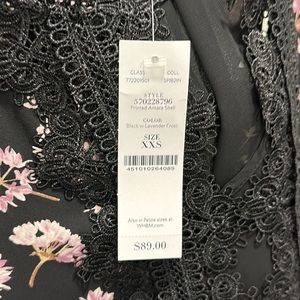 CLASS COLL
STYLE
570228796
Printed Amara Shell
COLOR
Black w Lavender Frost
SIZE
XXS
451010264089
Also in Petite sizes at
WHBM.com
$89.00